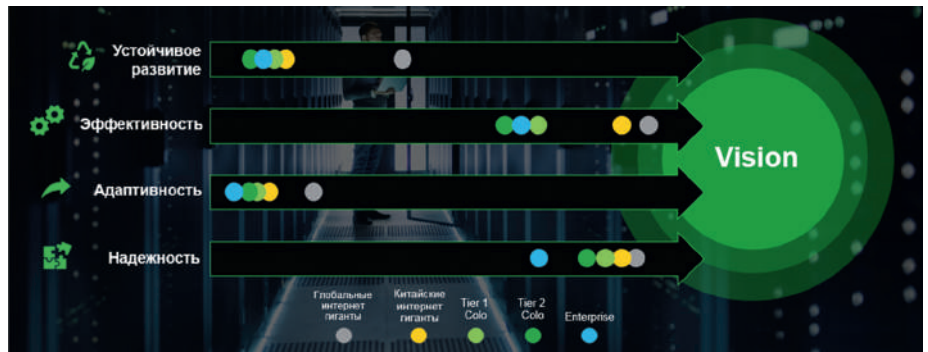 Устойчивое
развитие
Эффективность
Адаптивность
Надежность
Vision
Глобальные
интернет
гиганты
Китайские
интернет
гиганты
Tier 1
Colo
Tier 2
Colo
Enterprise